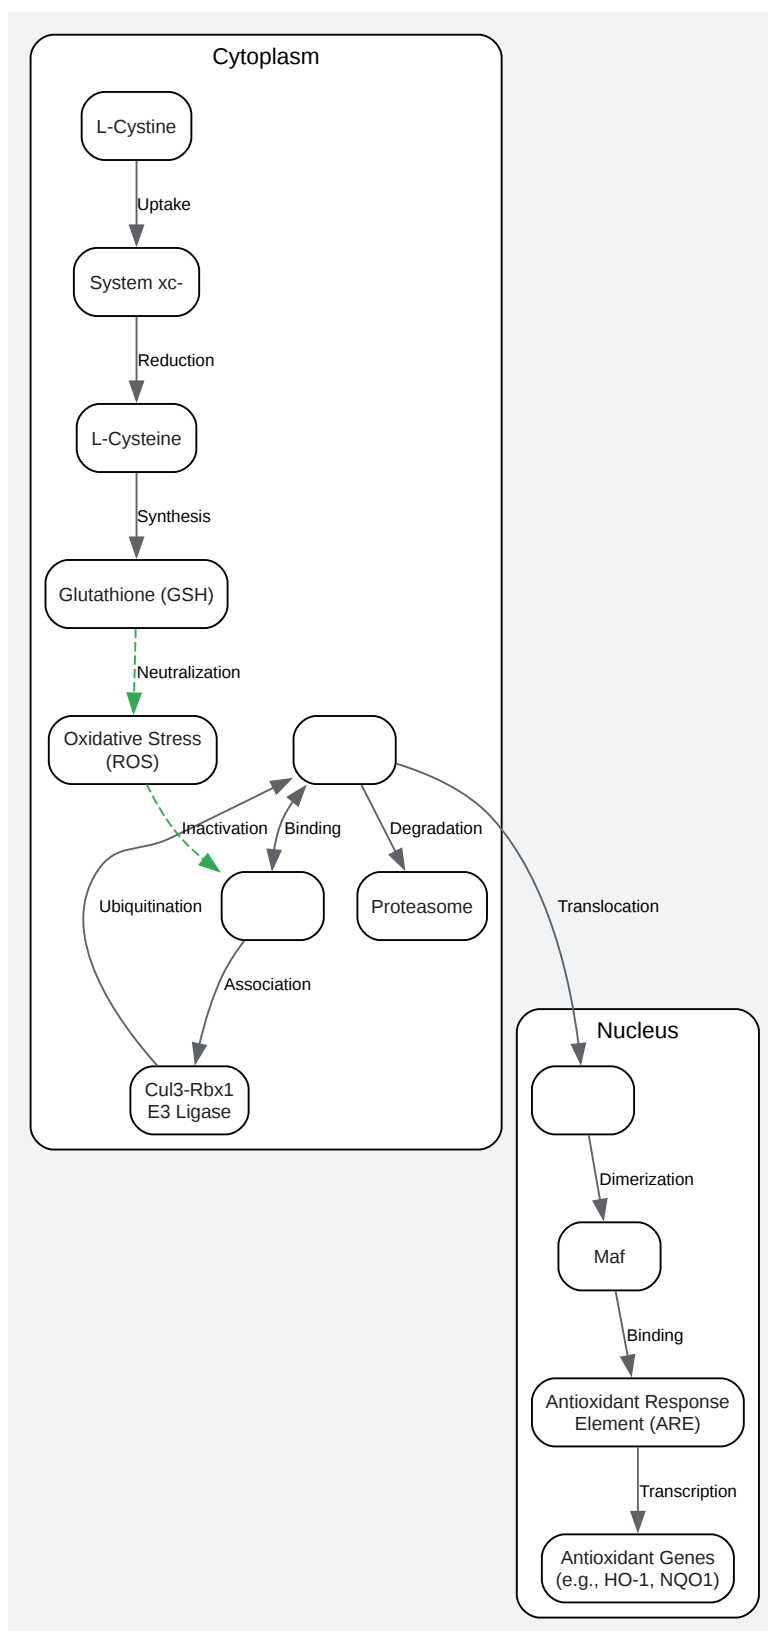 Cytoplasm
L-Cystine
Uptake
System xc-
Reduction
L-Cysteine
Synthesis
Glutathione (GSH)
Neutralization
Oxidative Stress
(ROS)
Inactivation
Binding
Degradation
Ubiquitination
Proteasome
Translocation
Association
Nucleus
Cul3-Rbx1
E3 Ligase
Dimerization
Maf
Binding
Antioxidant Response
Element (ARE)
Transcription
Antioxidant Genes
(e.g., HO-1, NQO1)